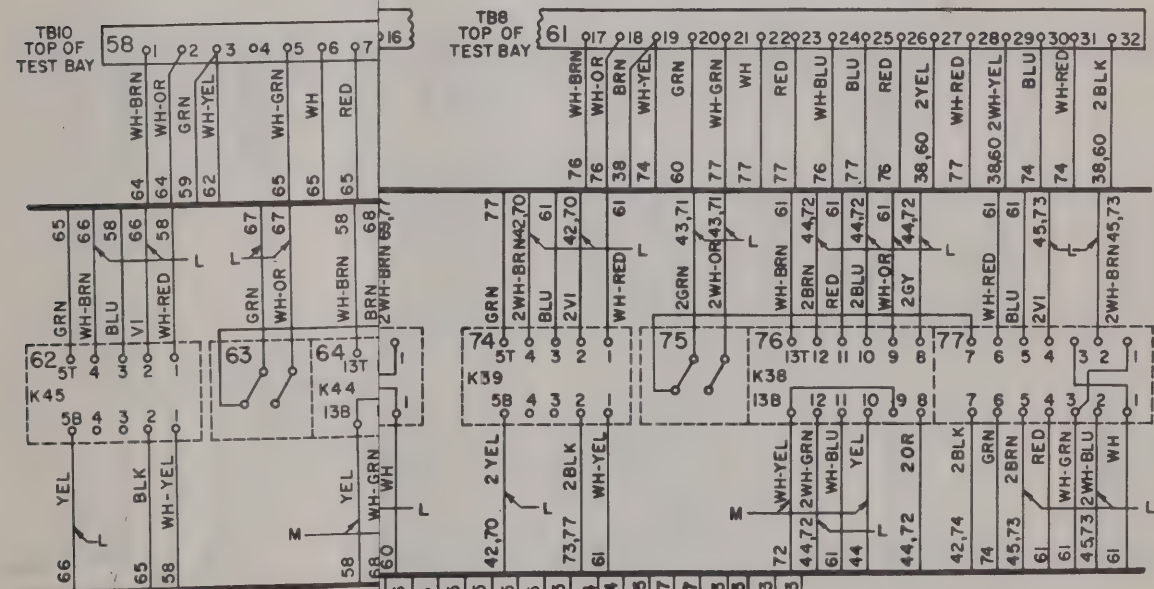 TB10
TOP OF
TEST BAY
58 1 2 3 4 5 6 7 16
TB8
TOP OF
TEST BAY
61 17 18 19 20 21 22 23 24 25 26 27 28 29 30 31 32
WH-BRN WH-OR GRN WH-YEL WH-GRN WH RED
WH-BRN WH-OR BRN WH-YEL GRN WH-GRN WH RED WH-BLU BLU RED 2YEL WH-RED 2WH-YEL BLU WH-RED 2BLK
64 64 59 62 65 65 65
76 76 38 74 60 77 77 77 76 77 76 38,60 77 38,60 74 74 38,60
65 66 58 66 58 67 67 58 68 69,77
L L
77 42,70 61 42,70 61 43,71 43,71 61 44,72 61 44,72 61 44,72 61 61 45,73 45,73
L L L L
GRN WH-BRN BLU VI WH-RED GRN WH-OR WH-BRN BRN 2WH-BRN
GRN 2WH-BRN BLU 2VI WH-RED 2GRN 2WH-OR WH-BRN 2BRN RED 2BLU WH-OR 2GY WH-RED BLU 2VI 2WH-BRN
62 5T 4 3 2 1
K45
5B 4 3 2 1
63
64 13T 1
K44
13B 1
74 5T 4 3 2 1
K39
5B 4 3 2 1
75
76 13T 12 11 10 9 8
K38
13B 12 11 10 9 8
77 7 6 5 4 3 2 1
7 6 5 4 3 2 1
YEL BLK WH-YEL YEL WH-GRN WH
2 YEL 2BLK WH-YEL WH-YEL 2WH-GRN WH-BLU YEL 2OR 2BLK GRN 2BRN RED WH-GRN 2WH-BLU WH
L M L L M L L
66 65 58 58 68 60
42,70 73,77 61 72 44,72 61 44 44,72 42,74 74 45,73 61 61 45,73 61